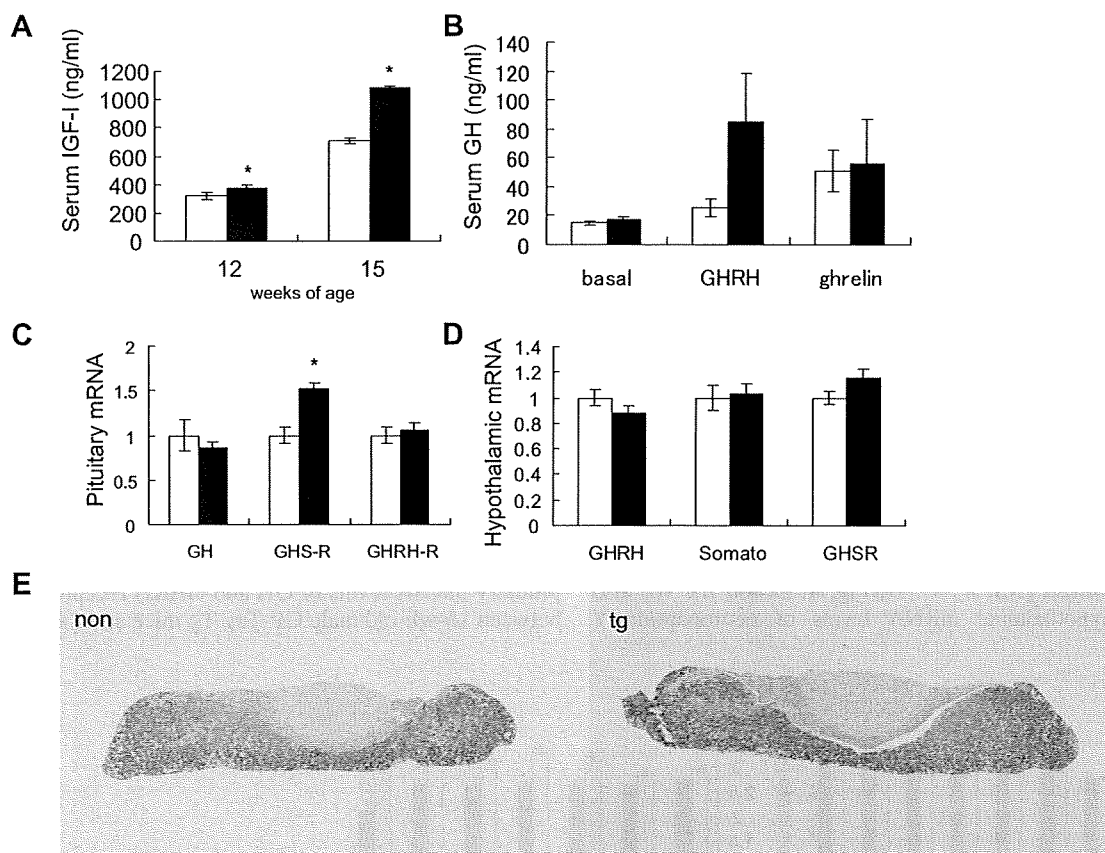 A
Serum IGF-I (ng/ml)
1200
1000
800
600
400
200
0
*
*
12
15
weeks of age
B
Serum GH (ng/ml)
140
120
100
80
60
40
20
0
basal
GHRH
ghrelin
C
Pituitary mRNA
2
1.5
1
0.5
0
*
GH
GHS-R
GHRH-R
D
Hypothalamic mRNA
1.4
1.2
1
0.8
0.6
0.4
0.2
0
GHRH
Somato
GHSR
E
non
tg